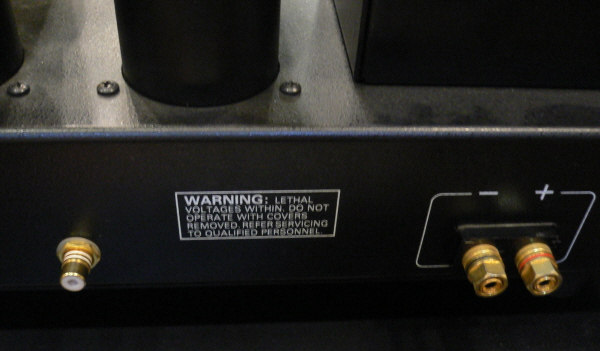 WARNING: LETHAL
VOLTAGES WITHIN. DO NOT
OPERATE WITH COVERS
REMOVED. REFER SERVICING
TO QUALIFIED PERSONNEL.
− +